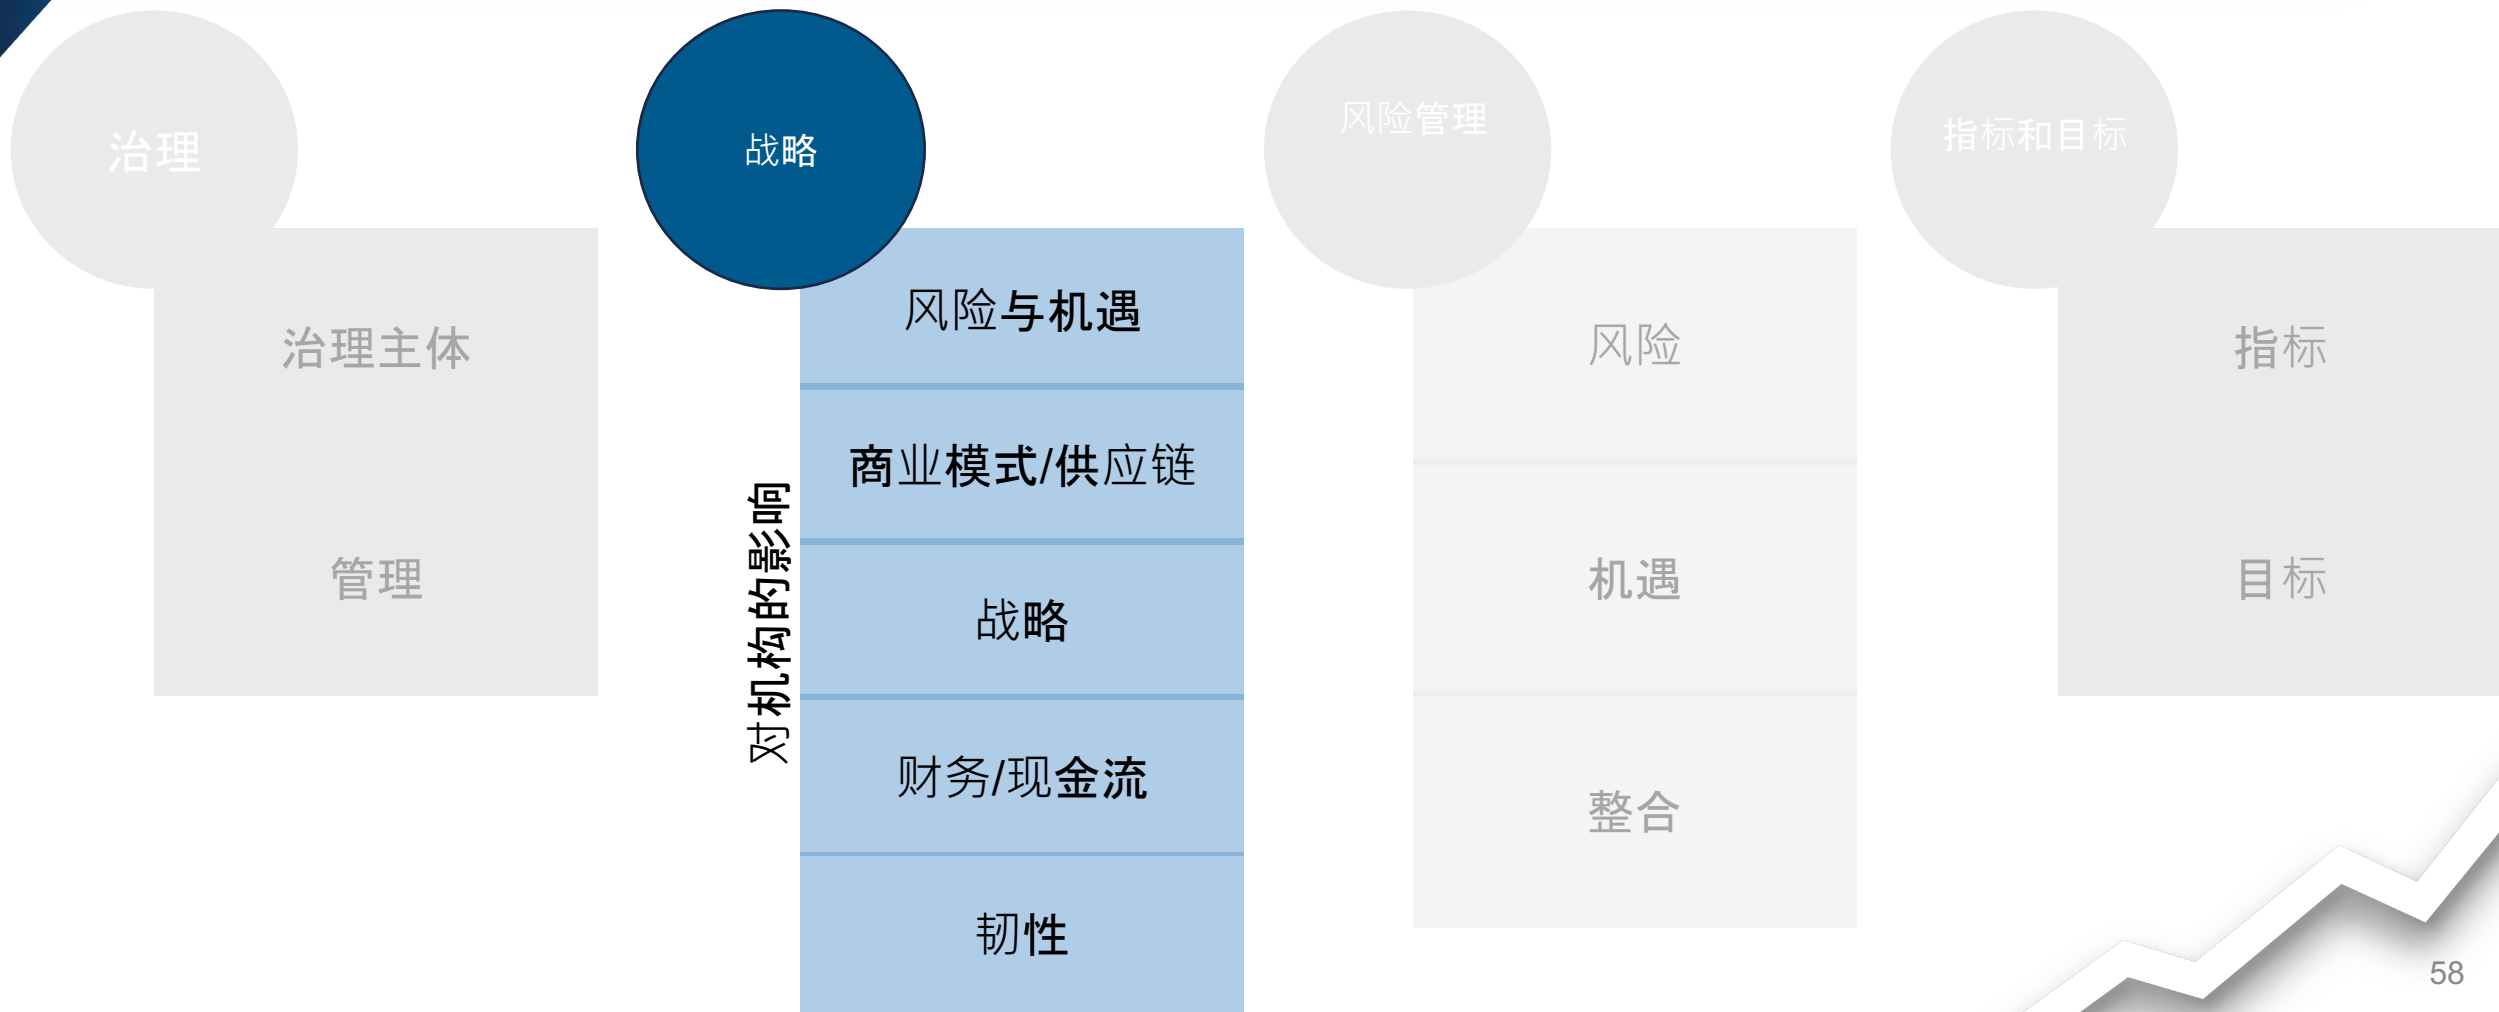 治理
治理主体
管理
战略
对机构的影响
风险与机遇
商业模式/供应链
战略
财务/现金流
韧性
风险管理
风险
机遇
整合
指标和目标
指标
目标
58